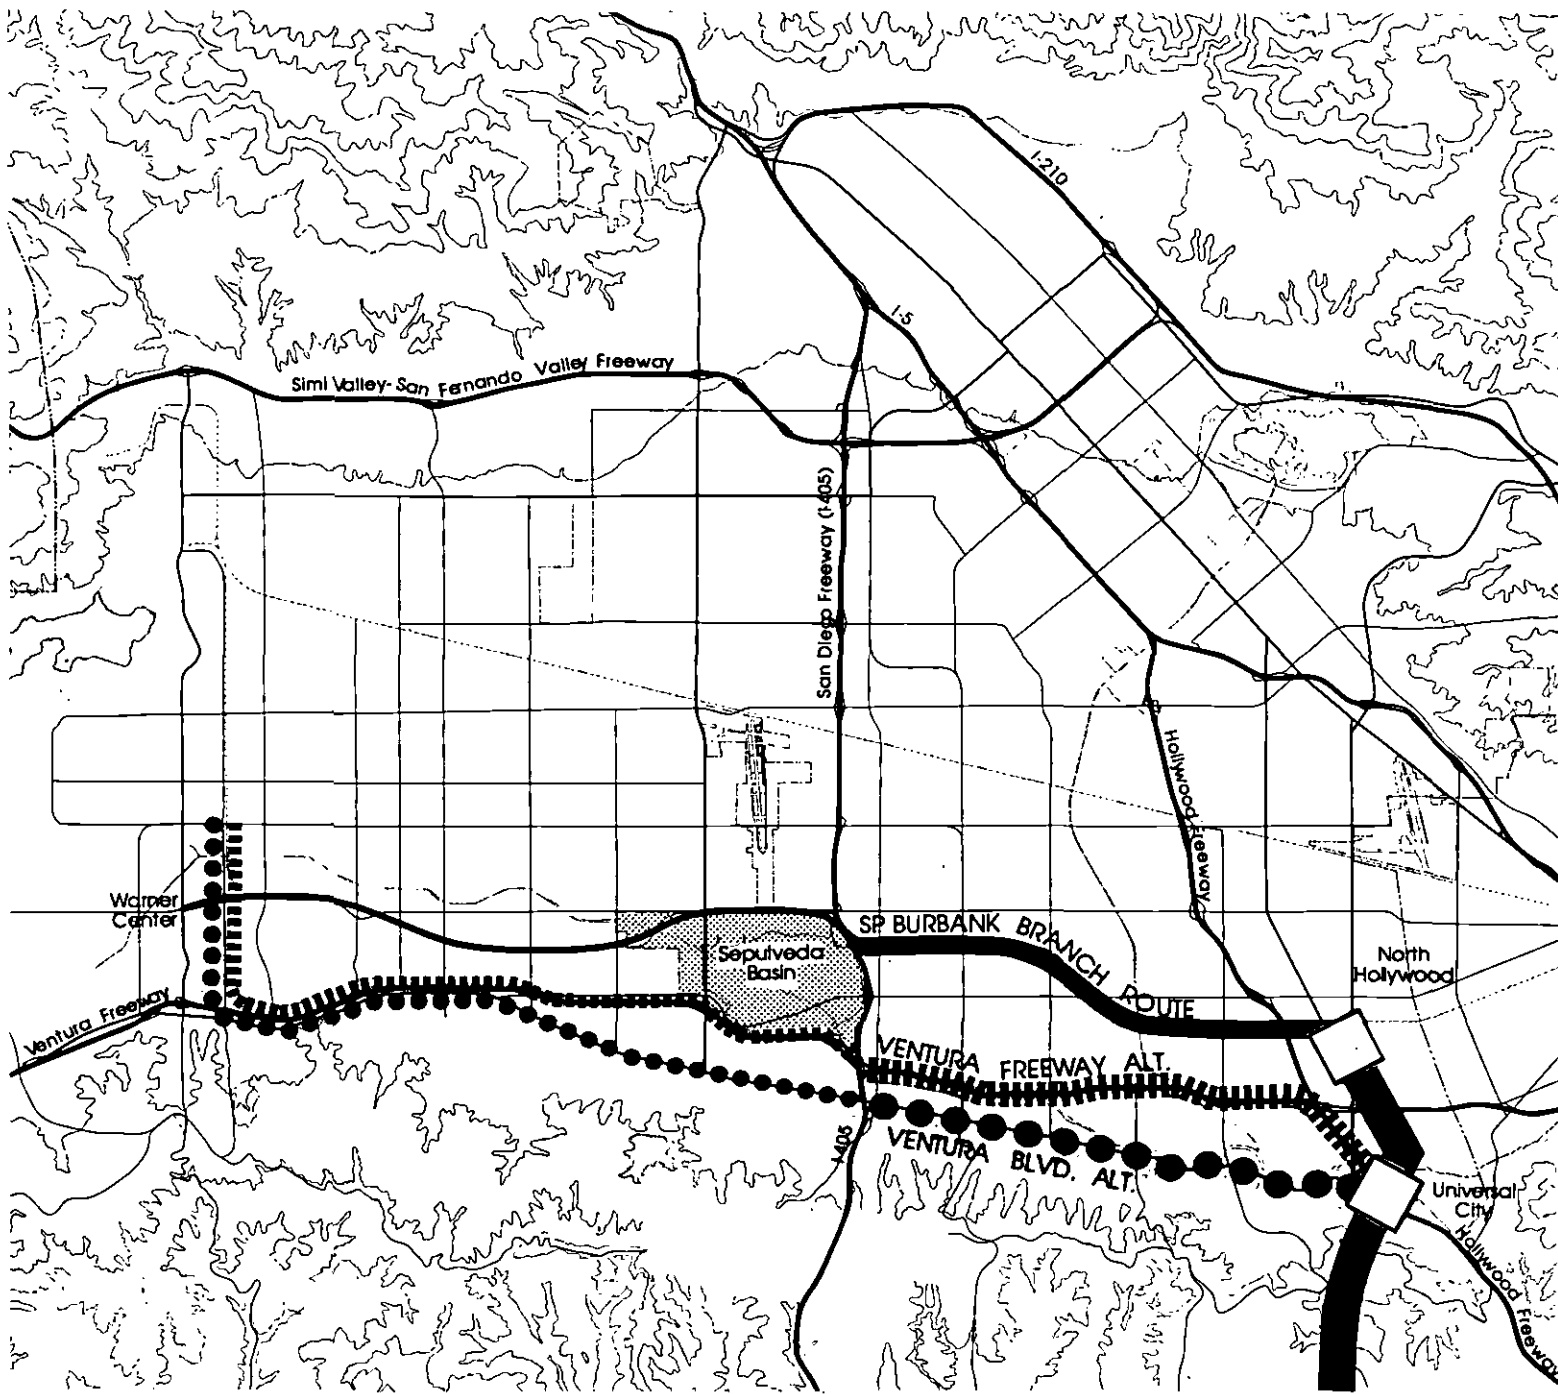 I-210
I-5
Simi Valley-San Fernando Valley Freeway
San Diego Freeway (I-405)
Hollywood Freeway
Warner
Center
SP BURBANK BRANCH ROUTE
Sepulveda
Basin
North
Hollywood
Ventura Freeway
VENTURA FREEWAY ALT.
VENTURA BLVD. ALT.
I-405
Universal
City
Hollywood Freeway